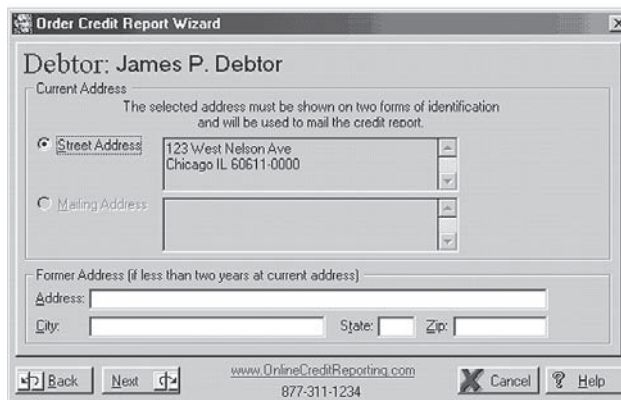 Order Credit Report Wizard
Debtor: James P. Debtor
Current Address
The selected address must be shown on two forms of identification
and will be used to mail the credit report.
Street Address
123 West Nelson Ave
Chicago IL 60611-0000
Mailing Address
Former Address (if less than two years at current address)
Address:
City: State: Zip:
Back Next www.OnlineCreditReporting.com Cancel Help
877-311-1234